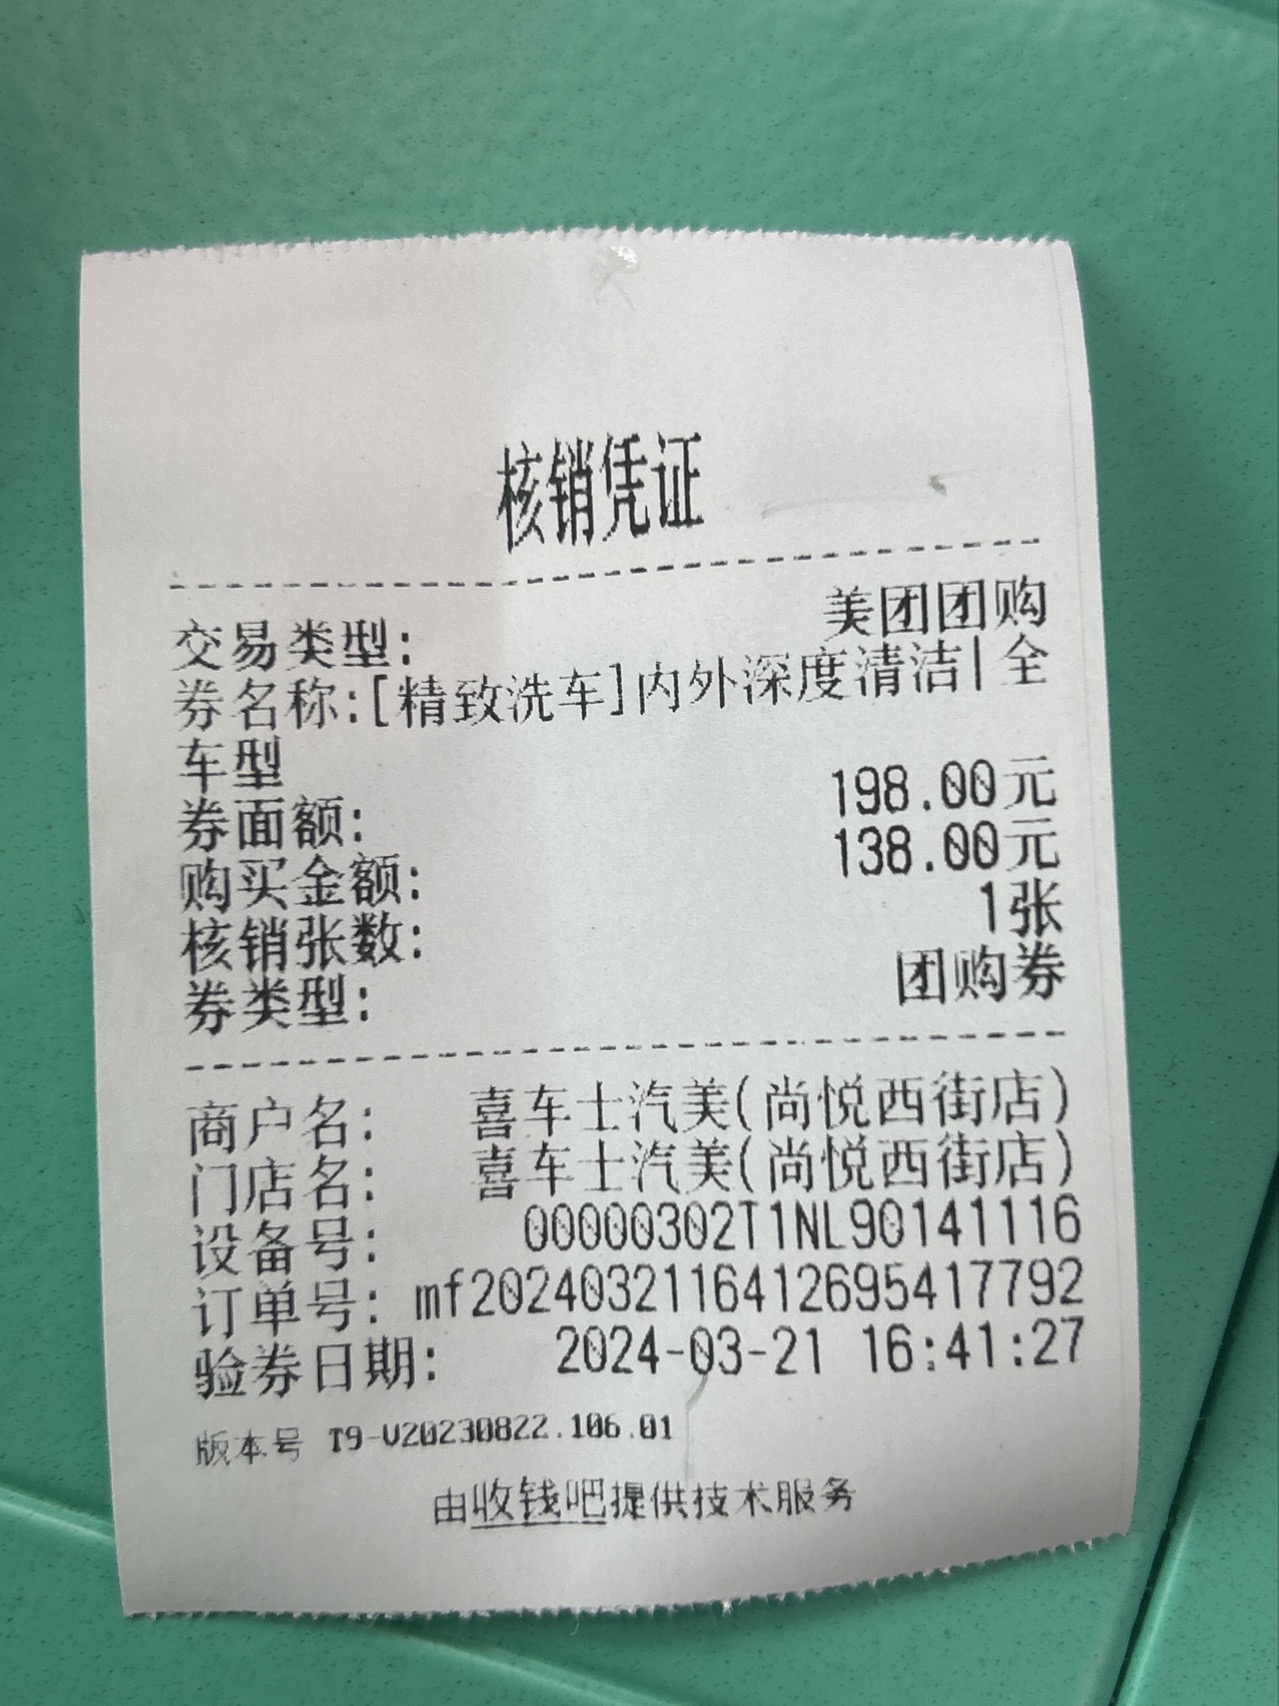 核销凭证
交易类型: 美团团购
券名称:[精致洗车]内外深度清洁|全
车型
券面额: 198.00元
购买金额: 138.00元
核销张数: 1张
券类型: 团购券
商户名: 喜车士汽美(尚悦西街店)
门店名: 喜车士汽美(尚悦西街店)
设备号: 00000302T1NL90141116
订单号: mf2024032116412695417792
验券日期: 2024-03-21 16:41:27
版本号 T9-V20230822.106.01
由收钱吧提供技术服务